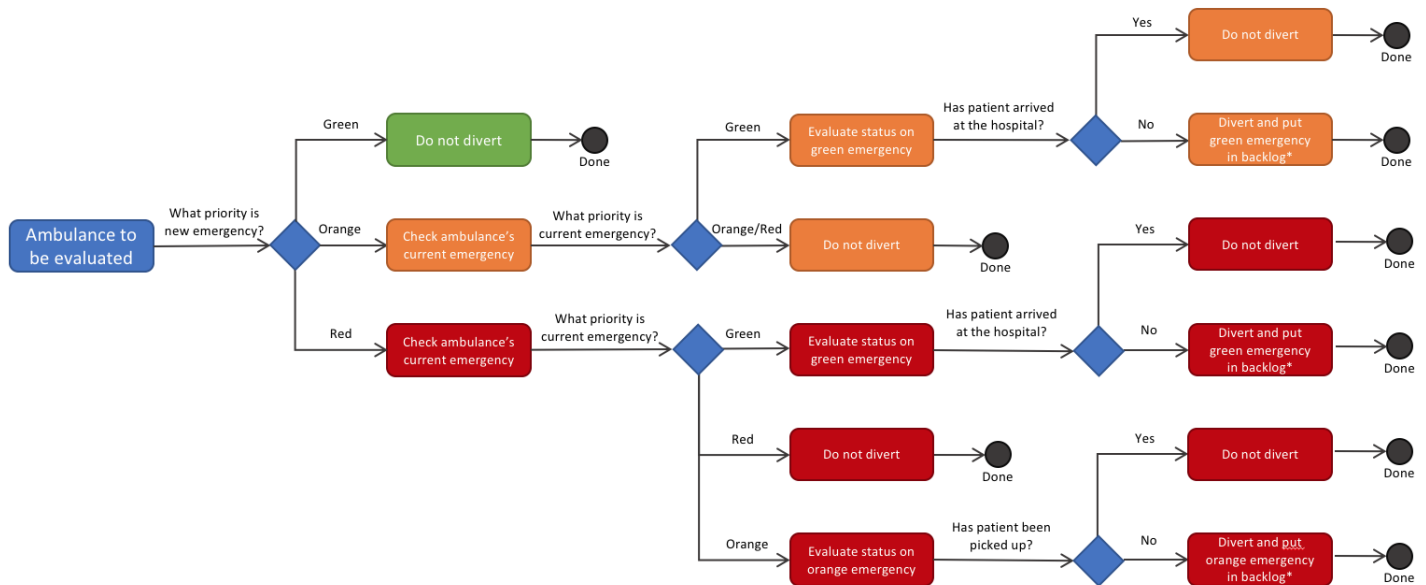 Yes
Do not divert
Done
Green
Do not divert
Done
Green
Evaluate status on
green emergency
Has patient arrived
at the hospital?
No
Divert and put
green emergency
in backlog*
Done
Ambulance to
be evaluated
What priority is
new emergency?
Orange
Check ambulance's
current emergency
What priority is
current emergency?
Orange/Red
Do not divert
Done
Yes
Do not divert
Done
Red
Check ambulance's
current emergency
What priority is
current emergency?
Green
Evaluate status on
green emergency
Has patient arrived
at the hospital?
No
Divert and put
green emergency
in backlog*
Done
Red
Do not divert
Done
Yes
Do not divert
Done
Orange
Evaluate status on
orange emergency
Has patient been
picked up?
No
Divert and put
orange emergency
in backlog*
Done